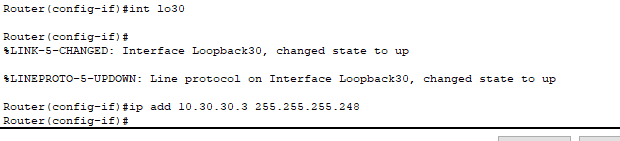 Router(config-if)#int lo30
Router(config-if)#
%LINK-5-CHANGED: Interface Loopback30, changed state to up
%LINEPROTO-5-UPDOWN: Line protocol on Interface Loopback30, changed state to up
Router(config-if)#ip add 10.30.30.3 255.255.255.248
Router(config-if)#